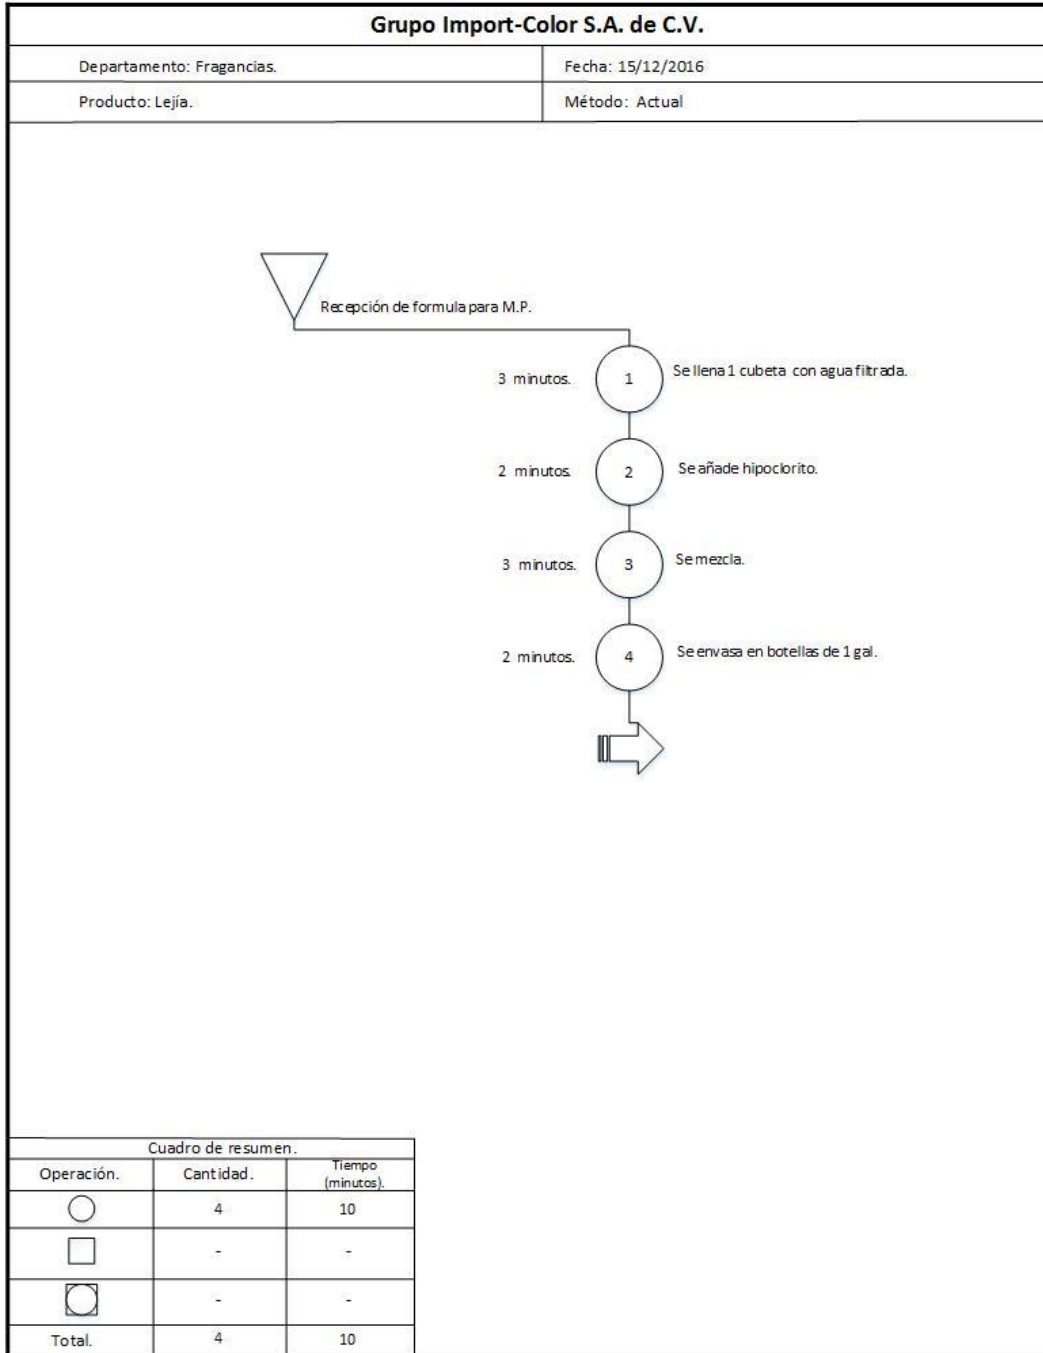 Grupo Import-Color S.A. de C.V.
Departamento: Fragancias.
Fecha: 15/12/2016
Producto: Lejía.
Método: Actual
Recepción de formula para M.P.
3 minutos.
1
Se llena 1 cubeta con agua filtrada.
2 minutos.
2
Se añade hipoclorito.
3 minutos.
3
Se mezcla.
2 minutos.
4
Se envasa en botellas de 1 gal.
Cuadro de resumen.
Operación.
Cantidad.
Tiempo
(minutos).
4
10
-
-
-
-
Total.
4
10